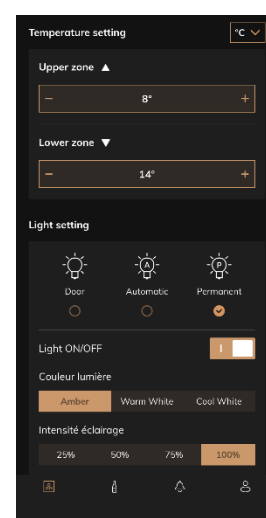 Temperature setting °C
Upper zone ▲
− 8° +
Lower zone ▼
− 14° +
Light setting
A P
Door Automatic Permanent
Light ON/OFF I
Couleur lumière
Amber Warm White Cool White
Intensité éclairage
25% 50% 75% 100%